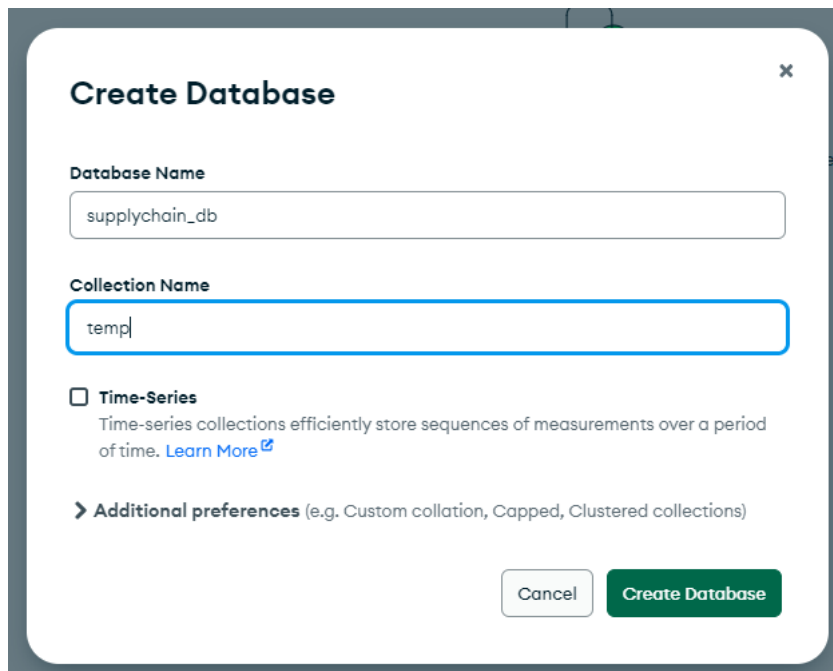 Create Database
Database Name
supplychain_db
Collection Name
temp
Time-Series
Time-series collections efficiently store sequences of measurements over a period
of time. Learn More
Additional preferences (e.g. Custom collation, Capped, Clustered collections)
Cancel Create Database